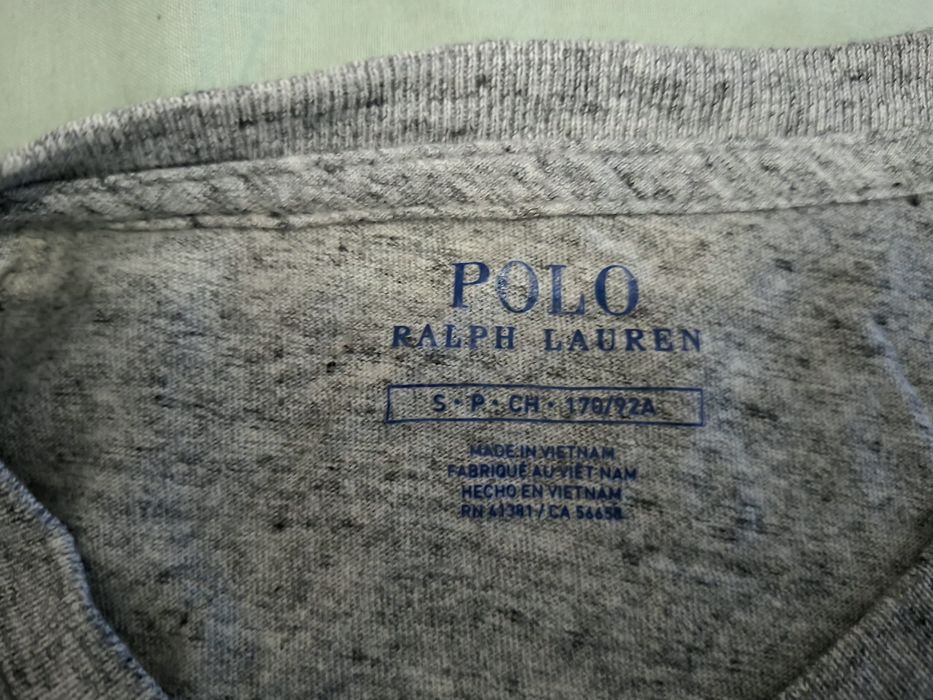 POLO
RALPH LAUREN
S • P • CH • 170/92A
MADE IN VIETNAM
FABRIQUÉ AU VIÊT NAM
HECHO EN VIETNAM
RN 41381 / CA 56658